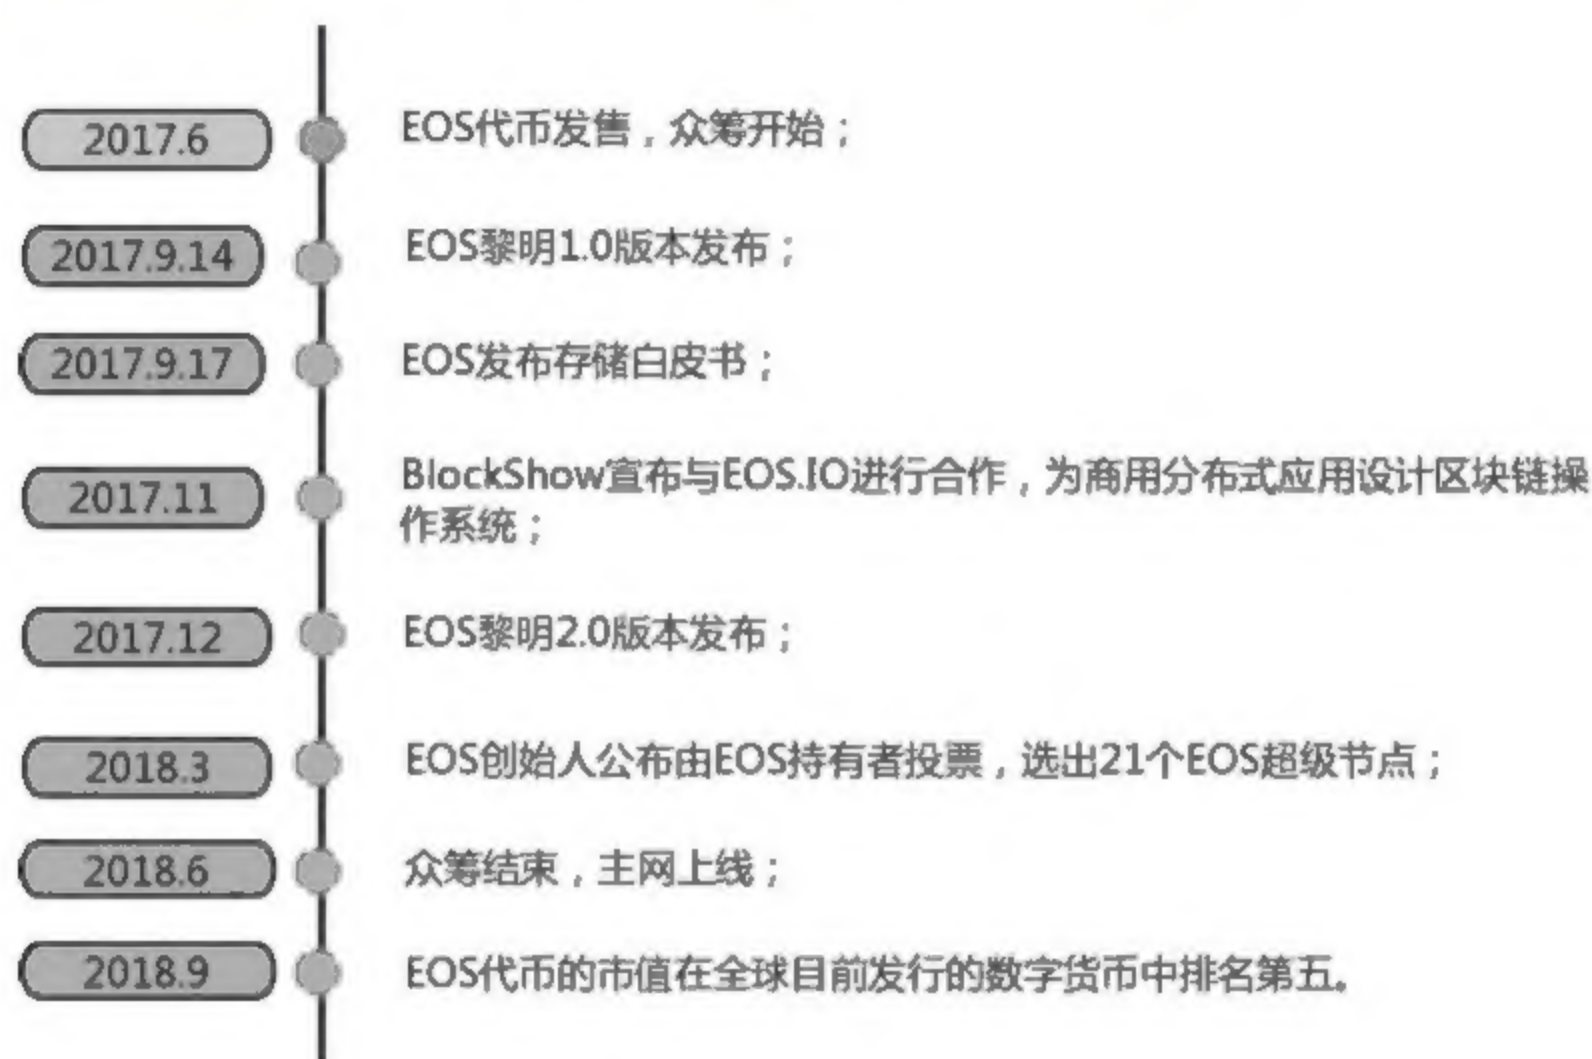 2017.6
EOS代币发售，众筹开始；
2017.9.14
EOS黎明1.0版本发布；
2017.9.17
EOS发布存储白皮书；
2017.11
BlockShow宣布与EOS.IO进行合作，为商用分布式应用设计区块链操
作系统；
2017.12
EOS黎明2.0版本发布；
2018.3
EOS创始人公布由EOS持有者投票，选出21个EOS超级节点；
2018.6
众筹结束，主网上线；
2018.9
EOS代币的市值在全球目前发行的数字货币中排名第五。